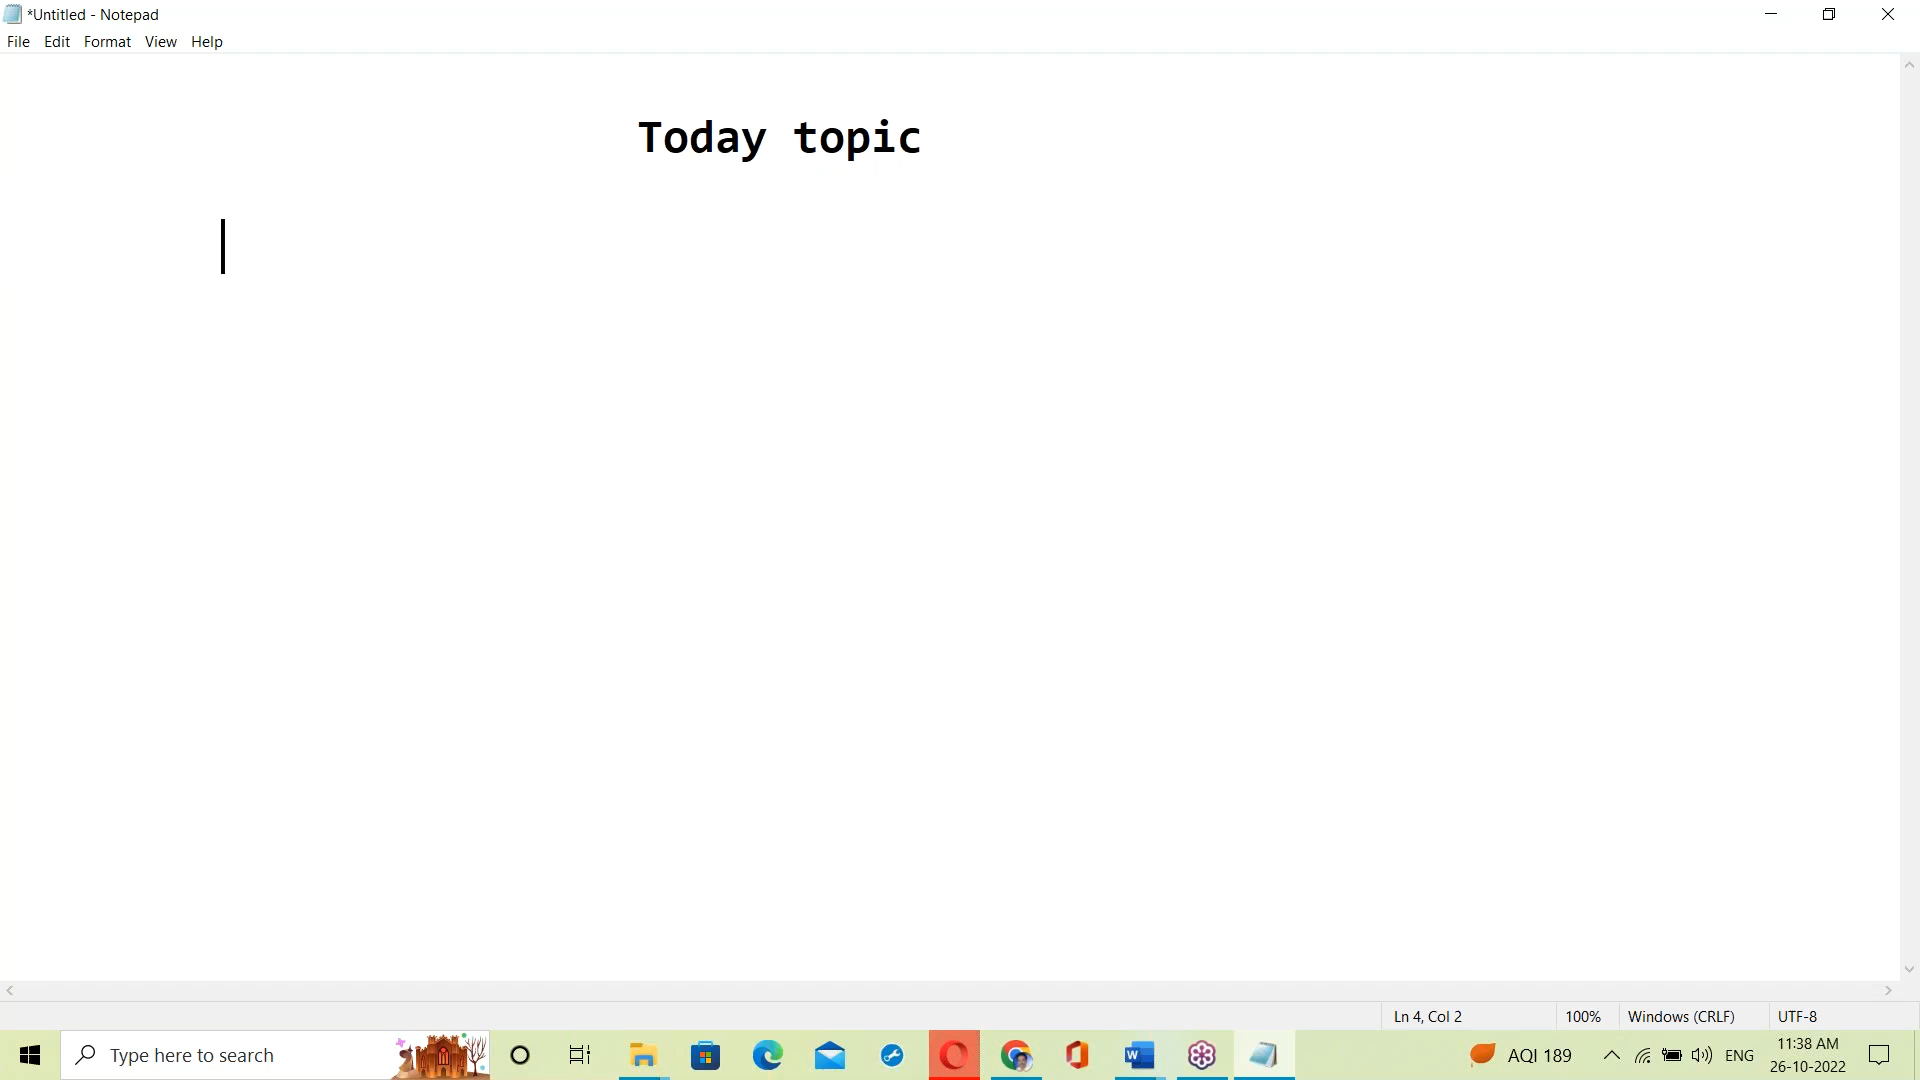 *Untitled - Notepad
File Edit Format View Help
Today topic
Ln 4, Col 2 100% Windows (CRLF) UTF-8
Type here to search
AQI 189 ENG 11:38 AM
26-10-2022